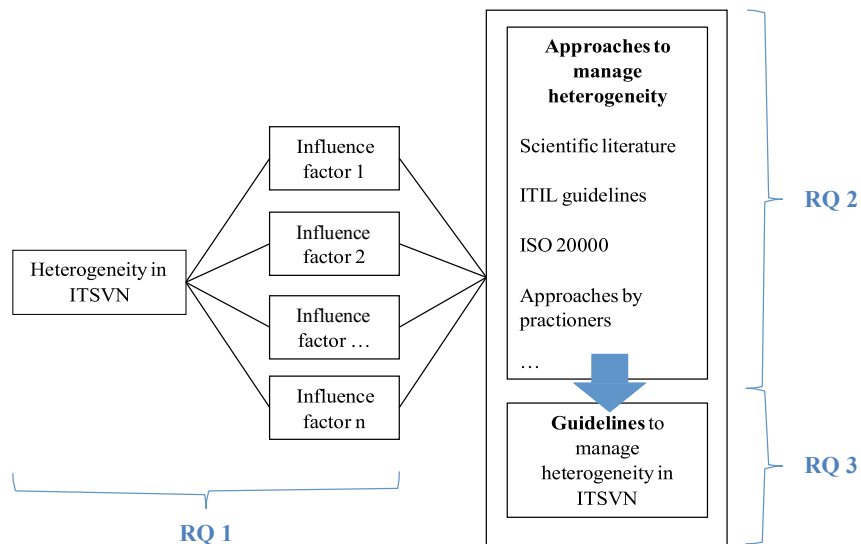 Heterogeneity in
ITSVN
Influence
factor 1
Influence
factor 2
Influence
factor …
Influence
factor n
RQ 1
Approaches to
manage
heterogeneity
Scientific literature
ITIL guidelines
ISO 20000
Approaches by
practioners
…
Guidelines to
manage
heterogeneity in
ITSVN
RQ 2
RQ 3